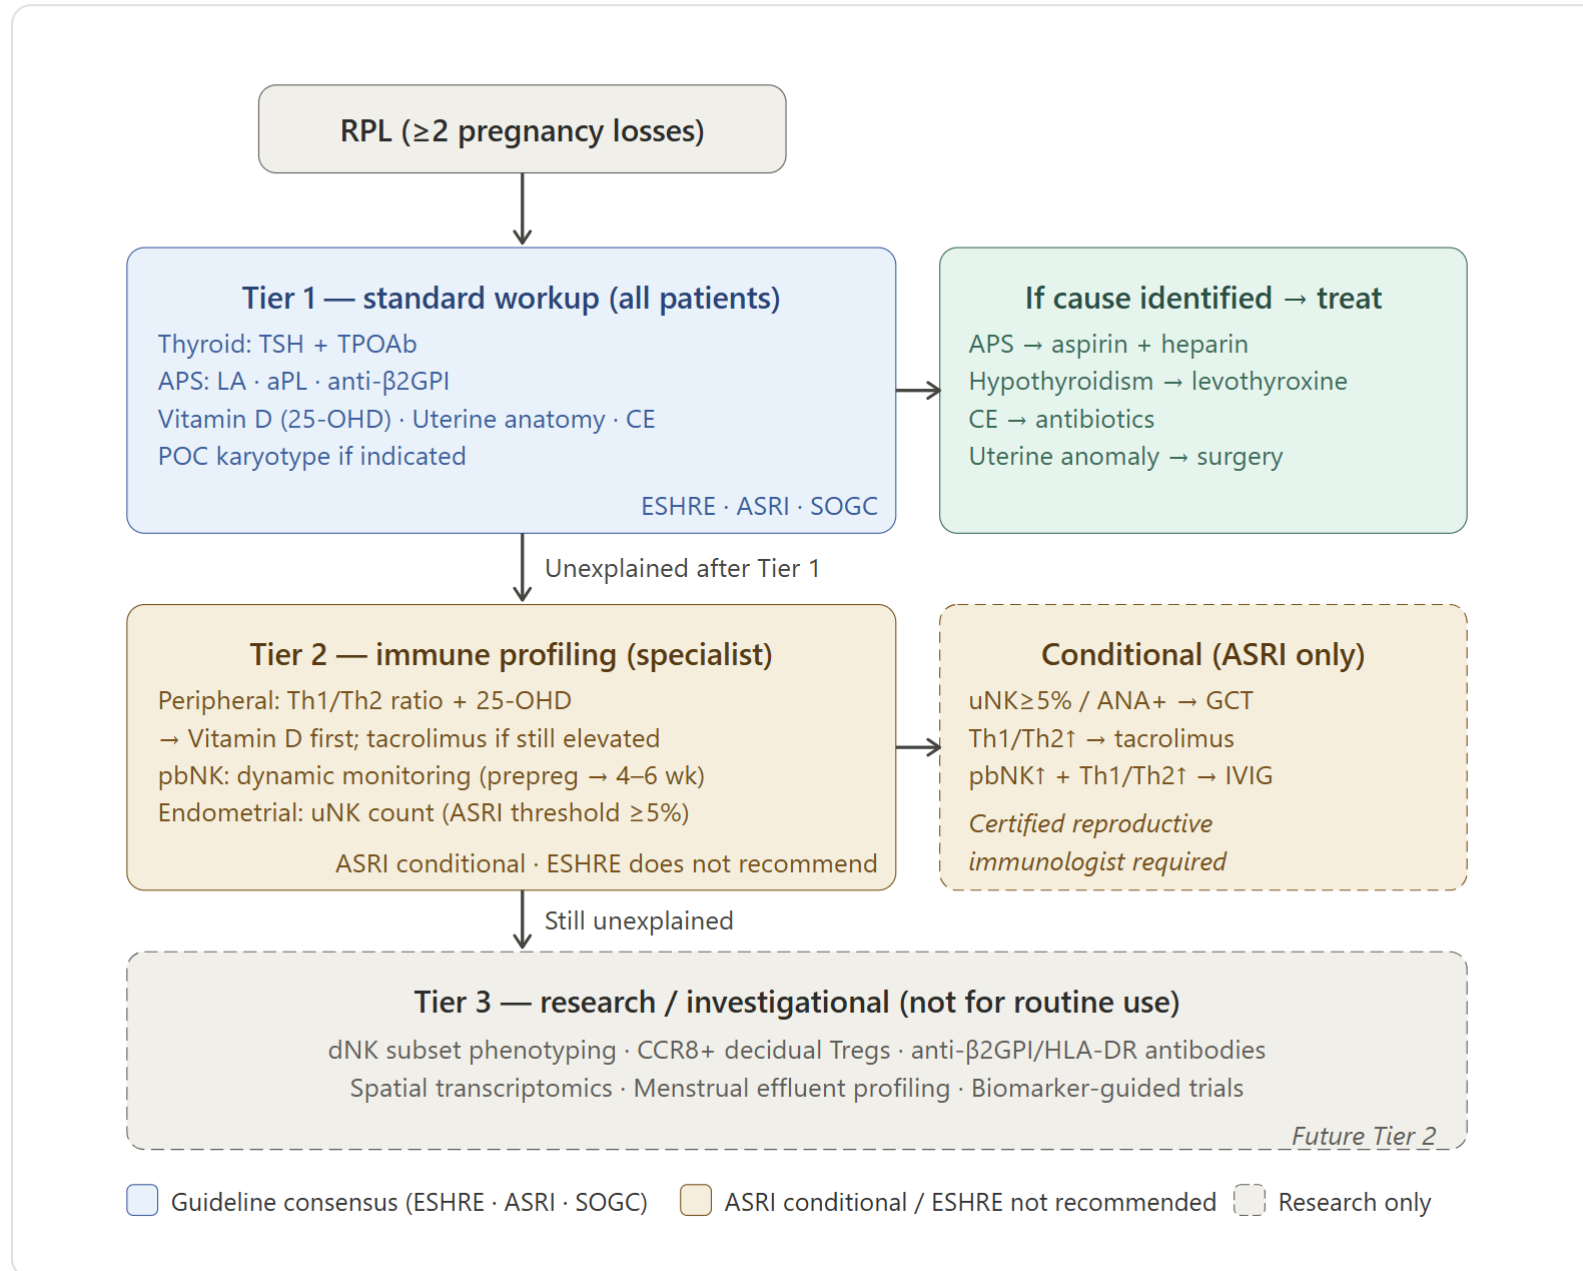 RPL (≥2 pregnancy losses)
Tier 1 — standard workup (all patients)
Thyroid: TSH + TPOAb
APS: LA · aPL · anti-β2GPI
Vitamin D (25-OHD) · Uterine anatomy · CE
POC karyotype if indicated
ESHRE · ASRI · SOGC
If cause identified → treat
APS → aspirin + heparin
Hypothyroidism → levothyroxine
CE → antibiotics
Uterine anomaly → surgery
Unexplained after Tier 1
Tier 2 — immune profiling (specialist)
Peripheral: Th1/Th2 ratio + 25-OHD
→ Vitamin D first; tacrolimus if still elevated
pbNK: dynamic monitoring (prepreg → 4–6 wk)
Endometrial: uNK count (ASRI threshold ≥5%)
ASRI conditional · ESHRE does not recommend
Conditional (ASRI only)
uNK≥5% / ANA+ → GCT
Th1/Th2↑ → tacrolimus
pbNK↑ + Th1/Th2↑ → IVIG
Certified reproductive
immunologist required
Still unexplained
Tier 3 — research / investigational (not for routine use)
dNK subset phenotyping · CCR8+ decidual Tregs · anti-β2GPI/HLA-DR antibodies
Spatial transcriptomics · Menstrual effluent profiling · Biomarker-guided trials
Future Tier 2
Guideline consensus (ESHRE · ASRI · SOGC)
ASRI conditional / ESHRE not recommended
Research only